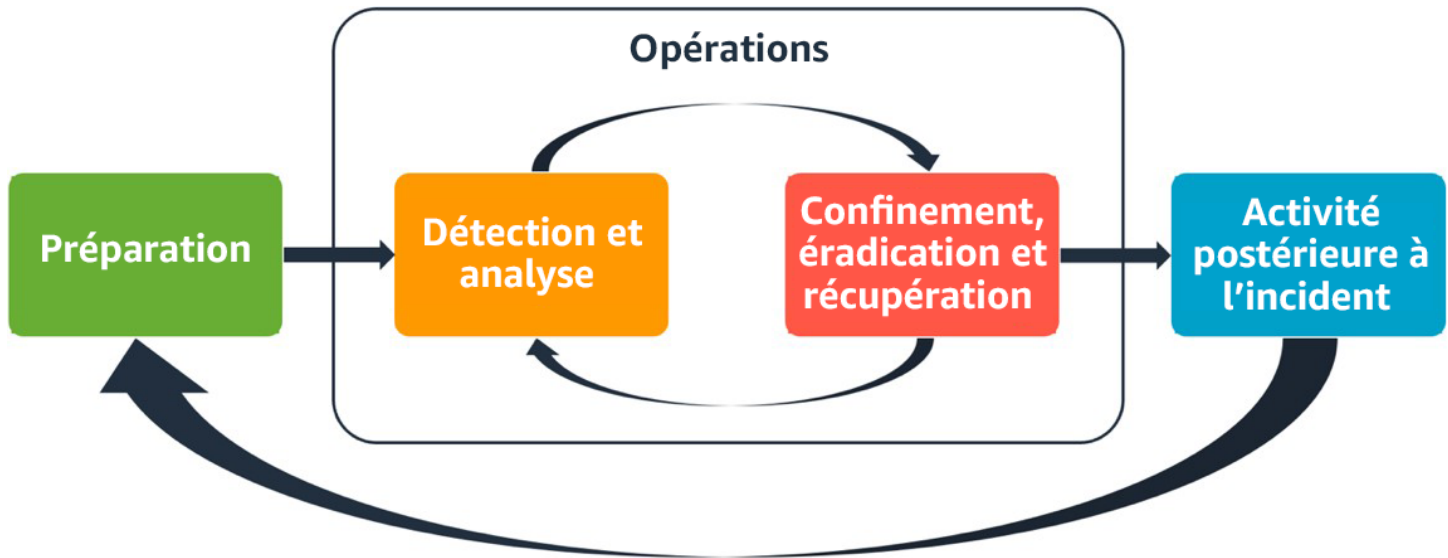 Opérations
Préparation
Détection et
analyse
Confinement,
éradication et
récupération
Activité
postérieure à
l’incident